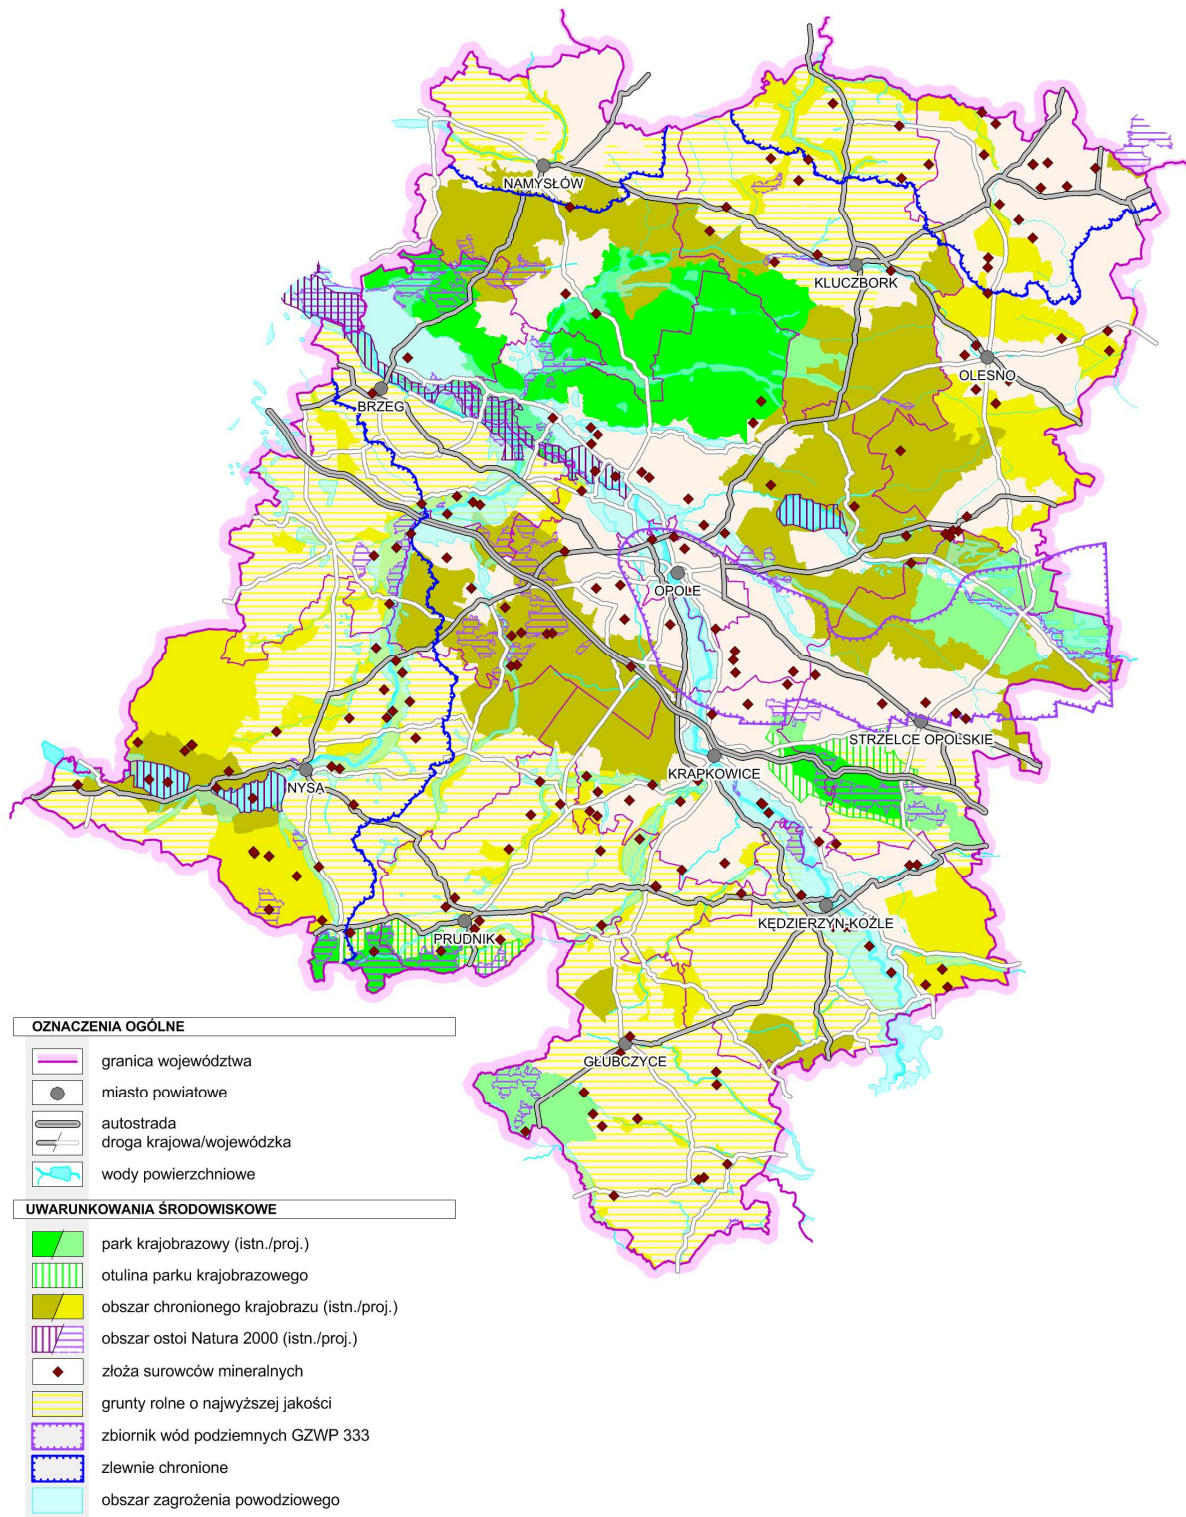 NAMYSŁÓW
KLUCZBORK
OLESNO
BRZEG
OPOLE
STRZELCE OPOLSKIE
KRAPKOWICE
NYSA
KĘDZIERZYN-KOŹLE
PRUDNIK
GŁUBCZYCE
OZNACZENIA OGÓLNE
granica województwa
miasto powiatowe
autostrada
droga krajowa/wojewódzka
wody powierzchniowe
UWARUNKOWANIA ŚRODOWISKOWE
park krajobrazowy (istn./proj.)
otulina parku krajobrazowego
obszar chronionego krajobrazu (istn./proj.)
obszar ostoi Natura 2000 (istn./proj.)
złoża surowców mineralnych
grunty rolne o najwyższej jakości
zbiornik wód podziemnych GZWP 333
zlewnie chronione
obszar zagrożenia powodziowego